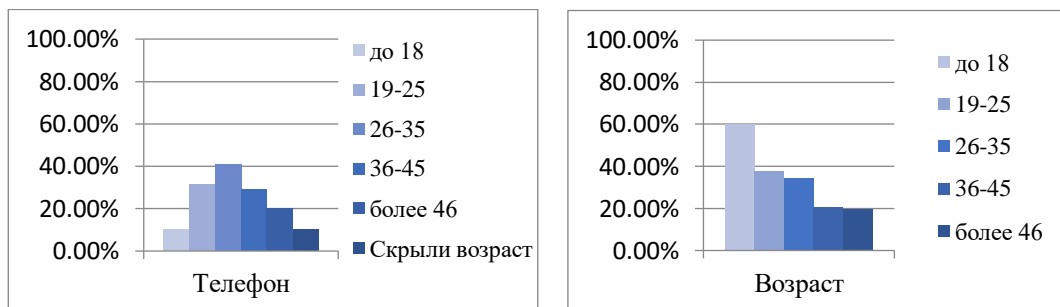 100.00%
80.00%
60.00%
40.00%
20.00%
0.00%
Телефон
до 18
19-25
26-35
36-45
более 46
Скрыли возраст
100.00%
80.00%
60.00%
40.00%
20.00%
0.00%
Возраст
до 18
19-25
26-35
36-45
более 46